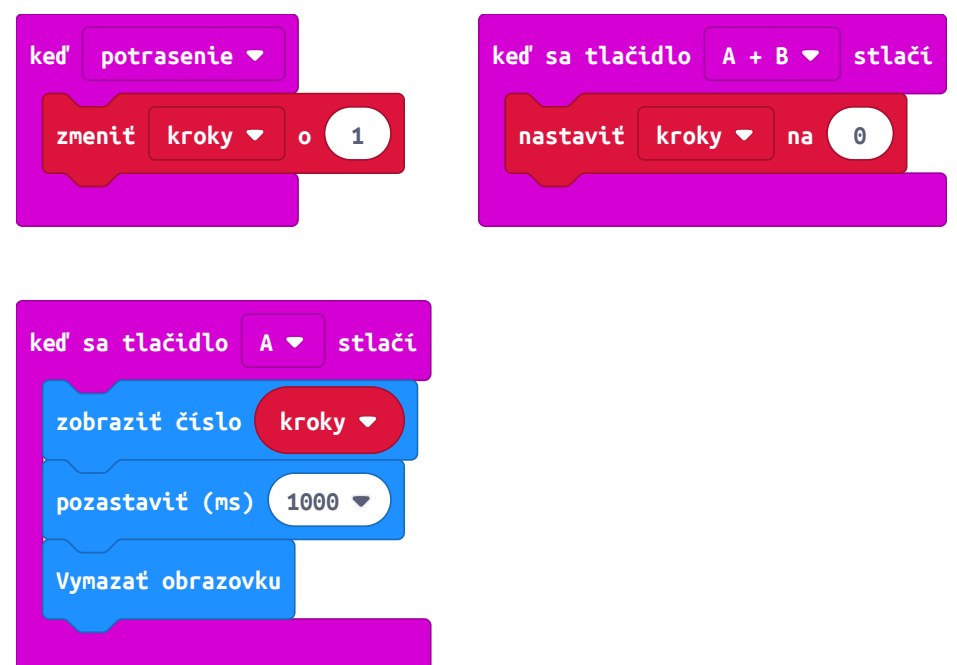 keď potrasenie
zmeniť kroky o 1
keď sa tlačidlo A + B stlačí
nastaviť kroky na 0
keď sa tlačidlo A stlačí
zobraziť číslo kroky
pozastaviť (ms) 1000
Vymazať obrazovku